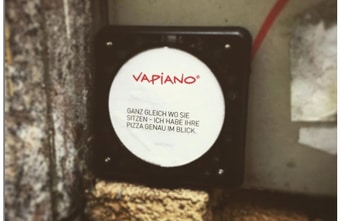 VAPIANO®
GANZ GLEICH WO SIE
SITZEN – ICH HABE IHRE
PIZZA GENAU IM BLICK.